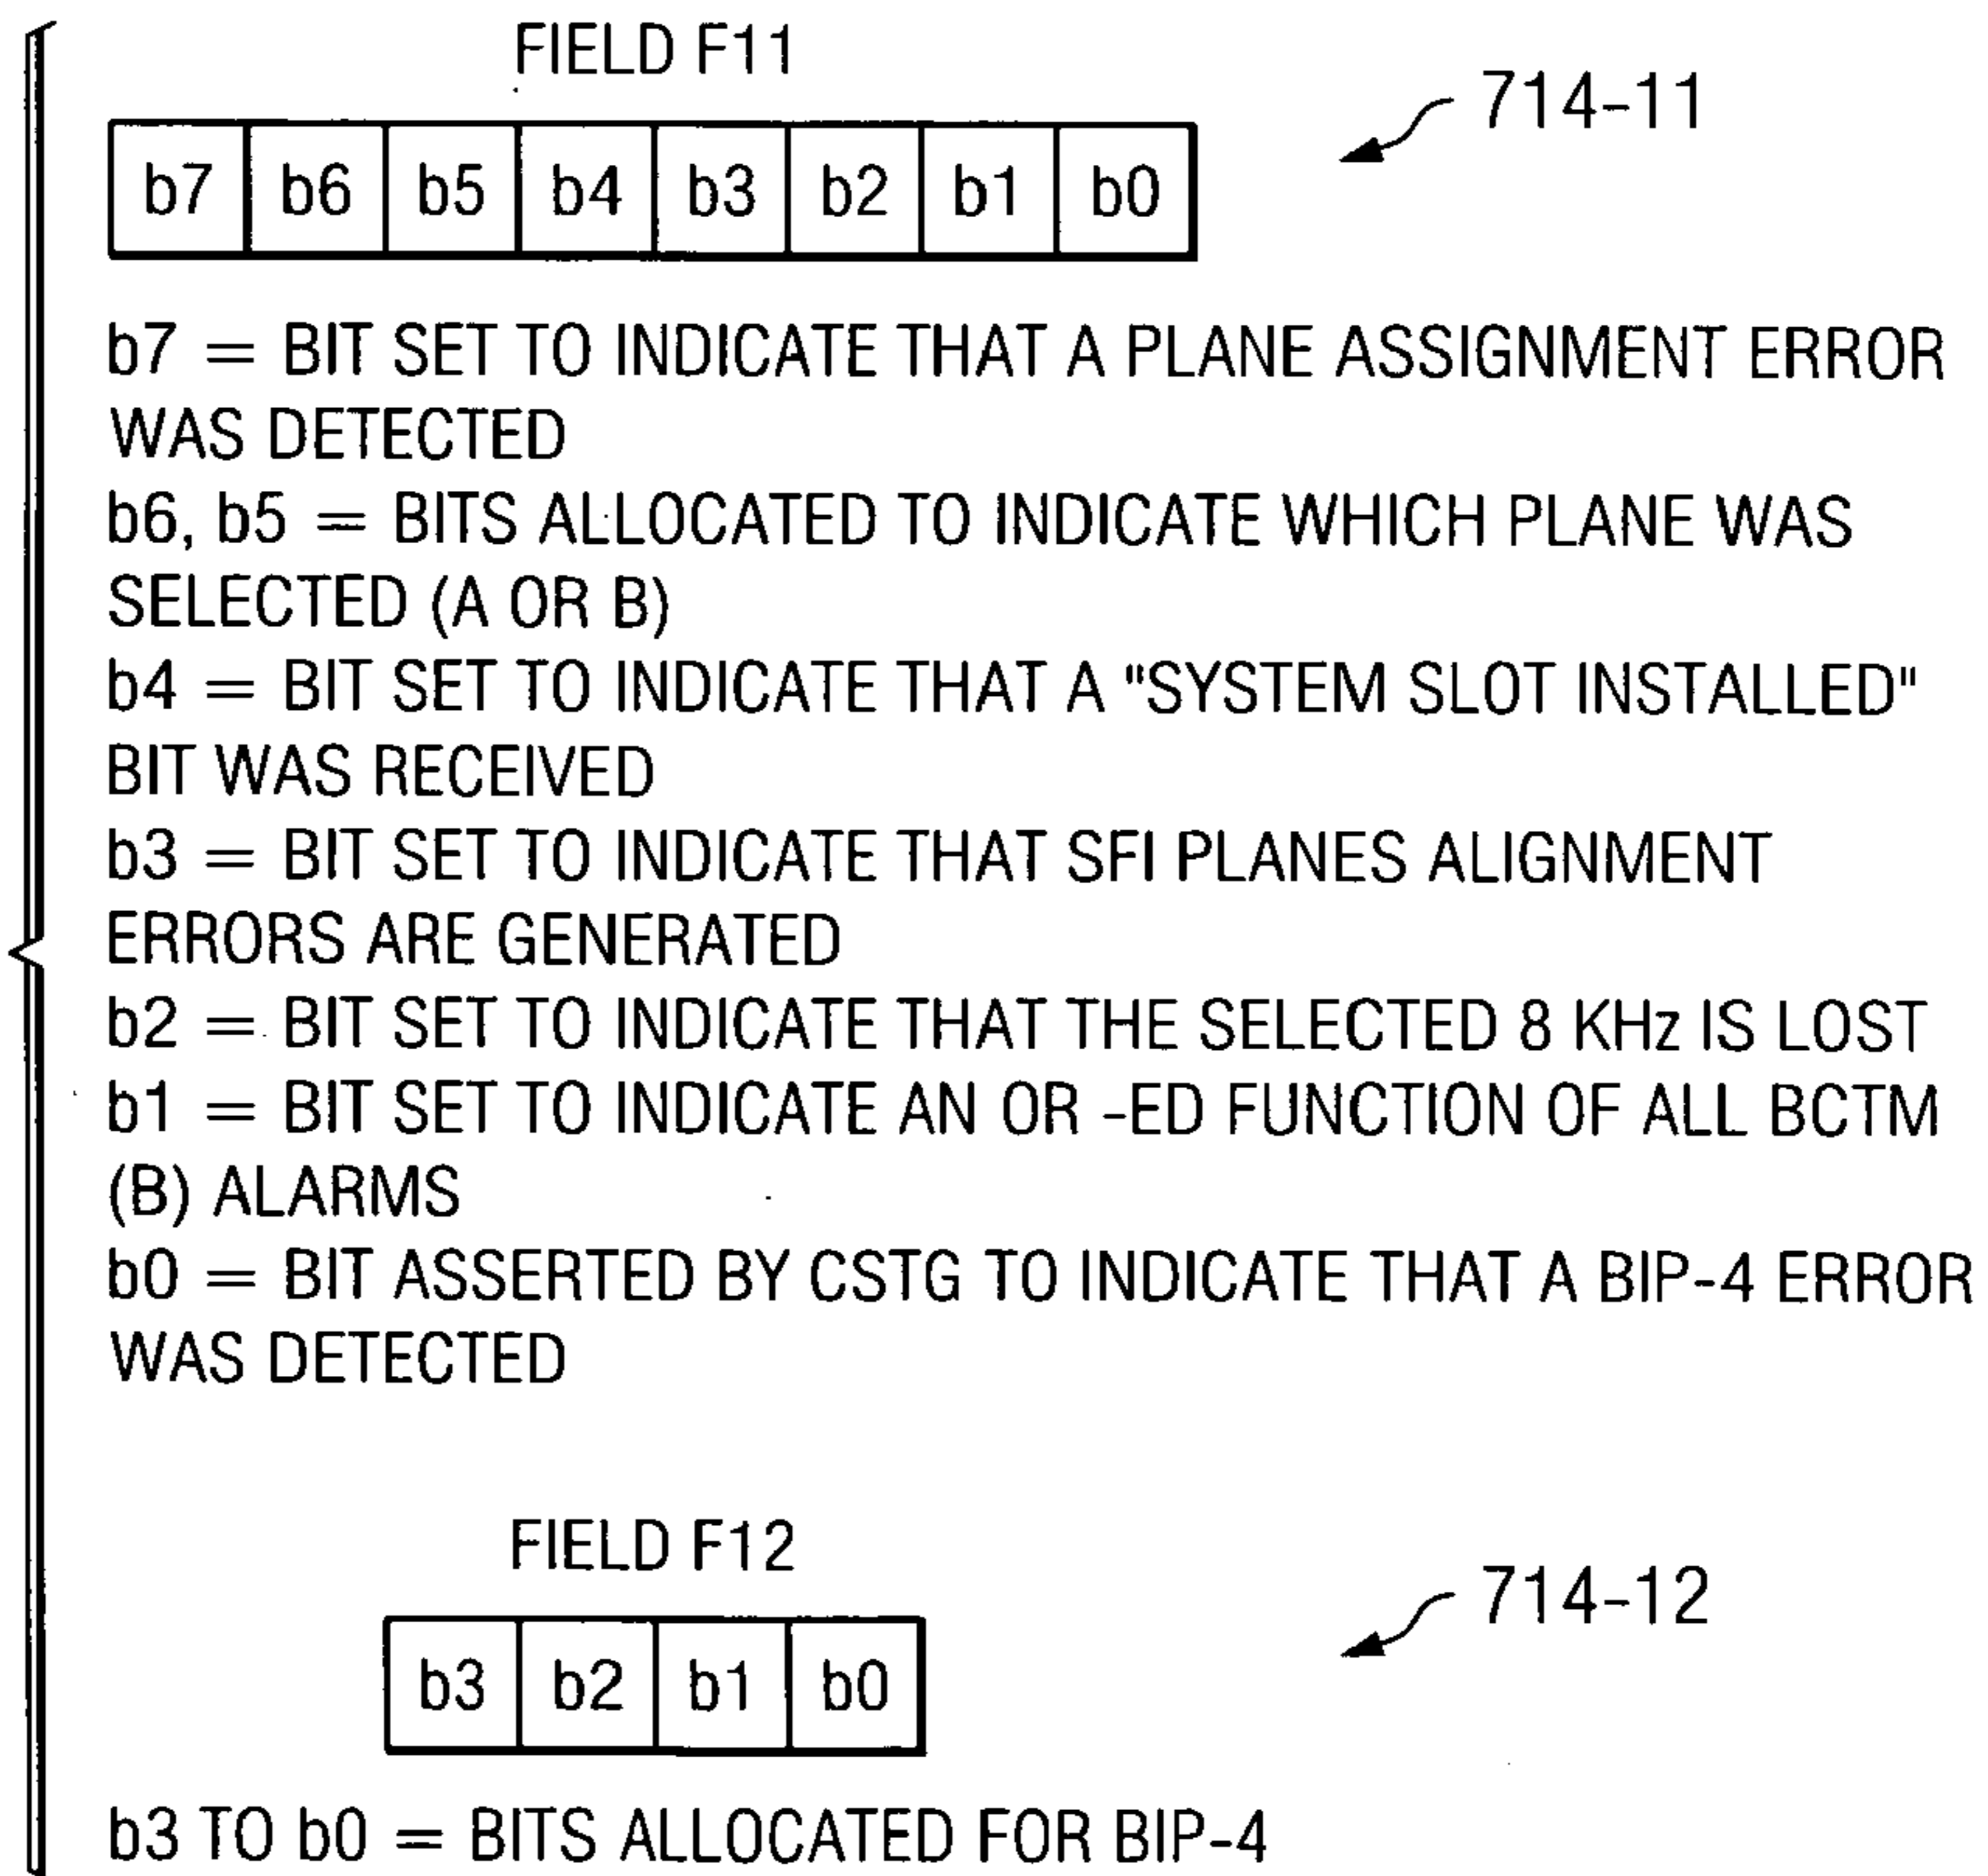 FIELD F11
714-11
b7 b6 b5 b4 b3 b2 b1 b0
b7 = BIT SET TO INDICATE THAT A PLANE ASSIGNMENT ERROR
WAS DETECTED
b6, b5 = BITS ALLOCATED TO INDICATE WHICH PLANE WAS
SELECTED (A OR B)
b4 = BIT SET TO INDICATE THAT A "SYSTEM SLOT INSTALLED"
BIT WAS RECEIVED
b3 = BIT SET TO INDICATE THAT SFI PLANES ALIGNMENT
ERRORS ARE GENERATED
b2 = BIT SET TO INDICATE THAT THE SELECTED 8 KHz IS LOST
b1 = BIT SET TO INDICATE AN OR -ED FUNCTION OF ALL BCTM
(B) ALARMS
b0 = BIT ASSERTED BY CSTG TO INDICATE THAT A BIP-4 ERROR
WAS DETECTED
FIELD F12
714-12
b3 b2 b1 b0
b3 TO b0 = BITS ALLOCATED FOR BIP-4